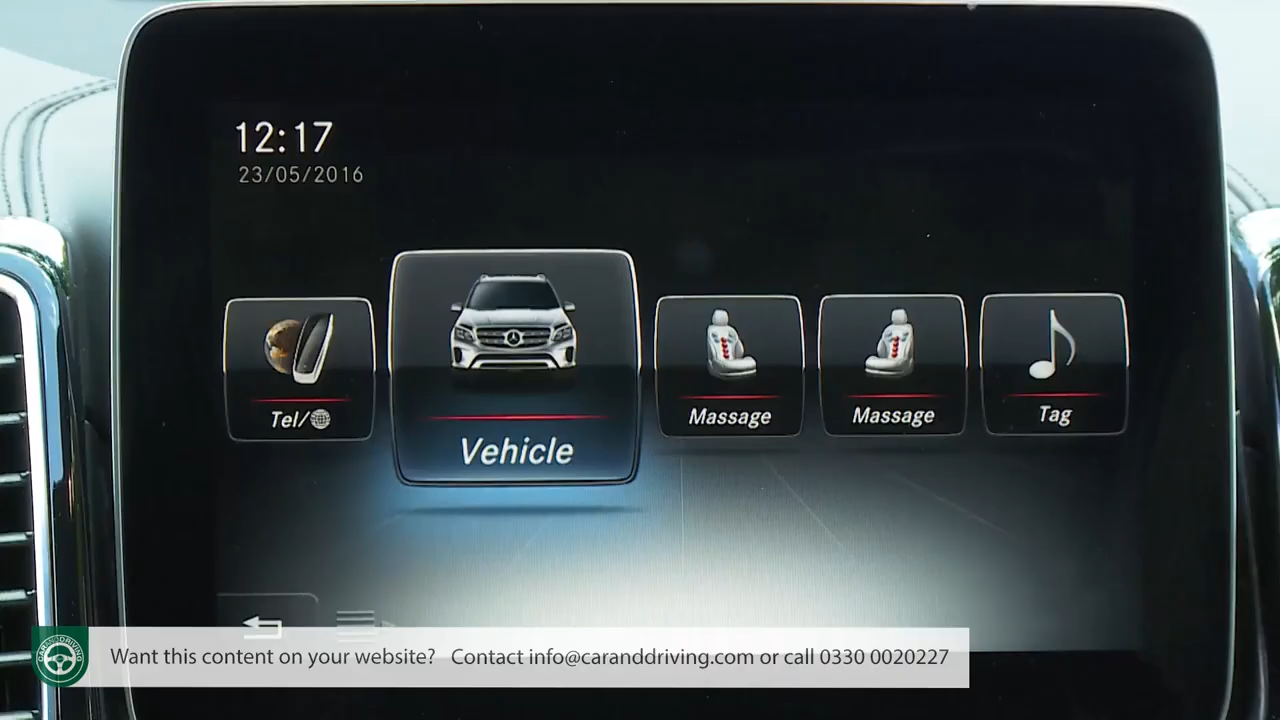 12:17
23/05/2016
Tel/
Vehicle
Massage
Massage
Tag
CARANDDRIVING
Want this content on your website? Contact info@caranddriving.com or call 0330 0020227